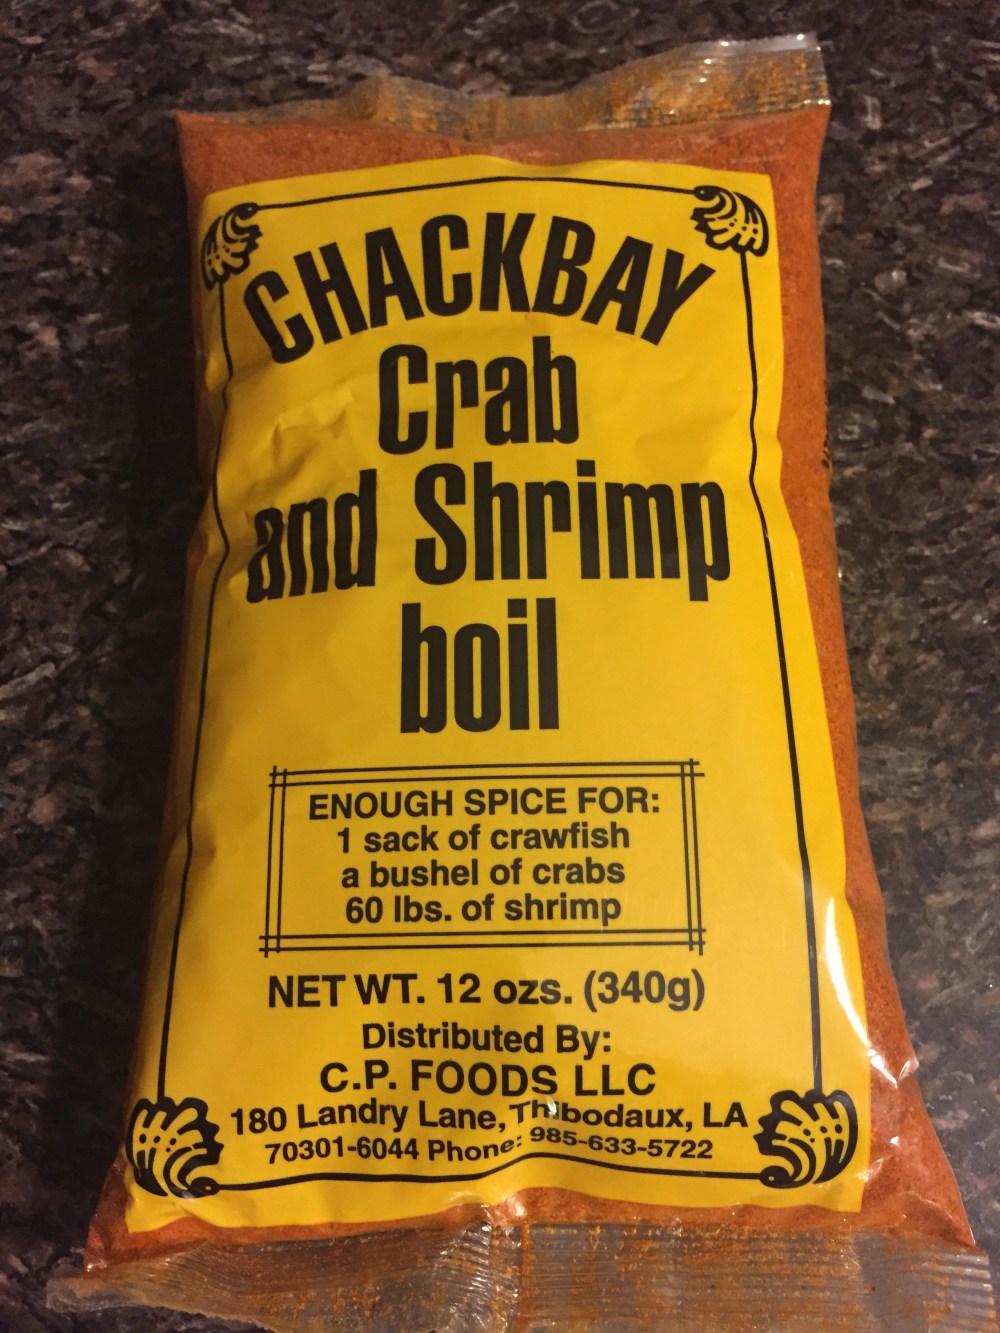 CHACKBAY
Crab
and Shrimp
boil
ENOUGH SPICE FOR:
1 sack of crawfish
a bushel of crabs
60 lbs. of shrimp
NET WT. 12 ozs. (340g)
Distributed By:
C.P. FOODS LLC
180 Landry Lane, Thibodaux, LA
70301-6044 Phone: 985-633-5722